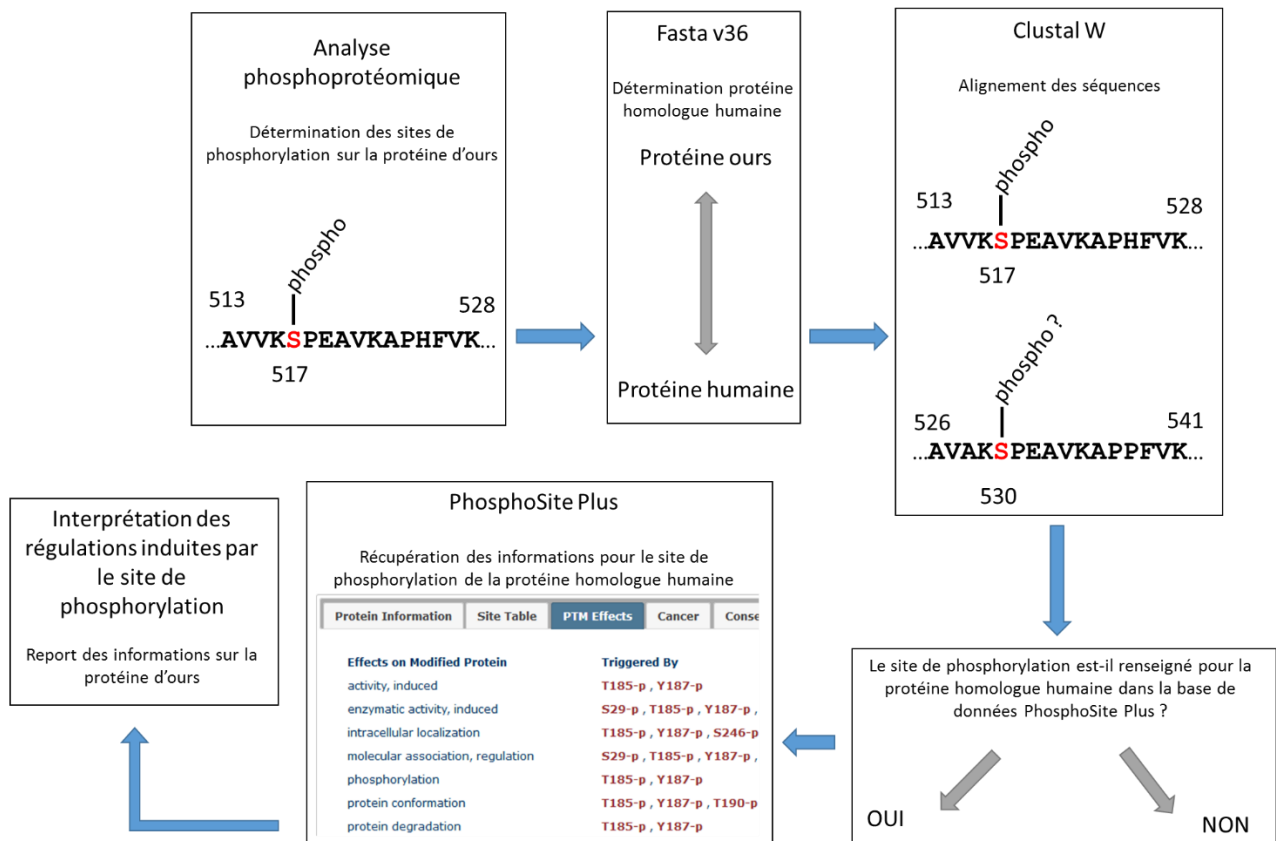 Analyse
phosphoprotéomique
Détermination des sites de
phosphorylation sur la protéine d'ours
phospho
513
528
...AVVKSPEAVKAPHFVK...
517
Fasta v36
Détermination protéine
homologue humaine
Protéine ours
Protéine humaine
Clustal W
Alignement des séquences
phospho
513
528
...AVVKSPEAVKAPHFVK...
517
phospho ?
526
541
...AVAKSPEAVKAPPFVK...
530
Le site de phosphorylation est-il renseigné pour la
protéine homologue humaine dans la base de
données PhosphoSite Plus ?
OUI
NON
PhosphoSite Plus
Récupération des informations pour le site de
phosphorylation de la protéine homologue humaine
Protein Information Site Table PTM Effects Cancer Conse
Effects on Modified Protein Triggered By
activity, induced T185-p , Y187-p
enzymatic activity, induced S29-p , T185-p , Y187-p ,
intracellular localization T185-p , Y187-p , S246-p
molecular association, regulation S29-p , T185-p , Y187-p ,
phosphorylation T185-p , Y187-p
protein conformation T185-p , Y187-p , T190-p
protein degradation T185-p , Y187-p
Interprétation des
régulations induites par
le site de
phosphorylation
Report des informations sur la
protéine d'ours